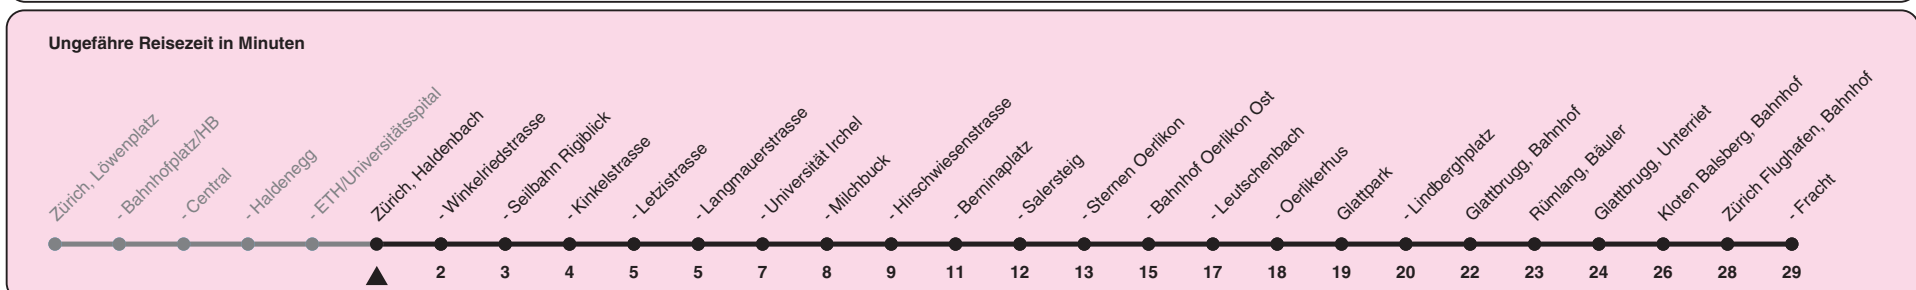 Ungefähre Reisezeit in Minuten
Zürich, Löwenplatz
- Bahnhofplatz/HB
- Central
- Haldenegg
- ETH/Universitätsspital
Zürich, Haldenbach
- Winkelriedstrasse
- Seilbahn Rigiblick
- Kinkelstrasse
- Letzistrasse
- Langmauerstrasse
- Universität Irchel
- Milchbuck
- Hirschwiesenstrasse
- Berninaplatz
- Salersteig
- Sternen Oerlikon
- Bahnhof Oerlikon Ost
- Leutschenbach
- Oerlikerhus
Glattpark
- Lindberghplatz
Glattbrugg, Bahnhof
Rümlang, Bäuler
Glattbrugg, Unterriet
Kloten Balsberg, Bahnhof
Zürich Flughafen, Bahnhof
- Fracht
2 3 4 5 5 7 8 9 11 12 13 15 17 18 19 20 22 23 24 26 28 29